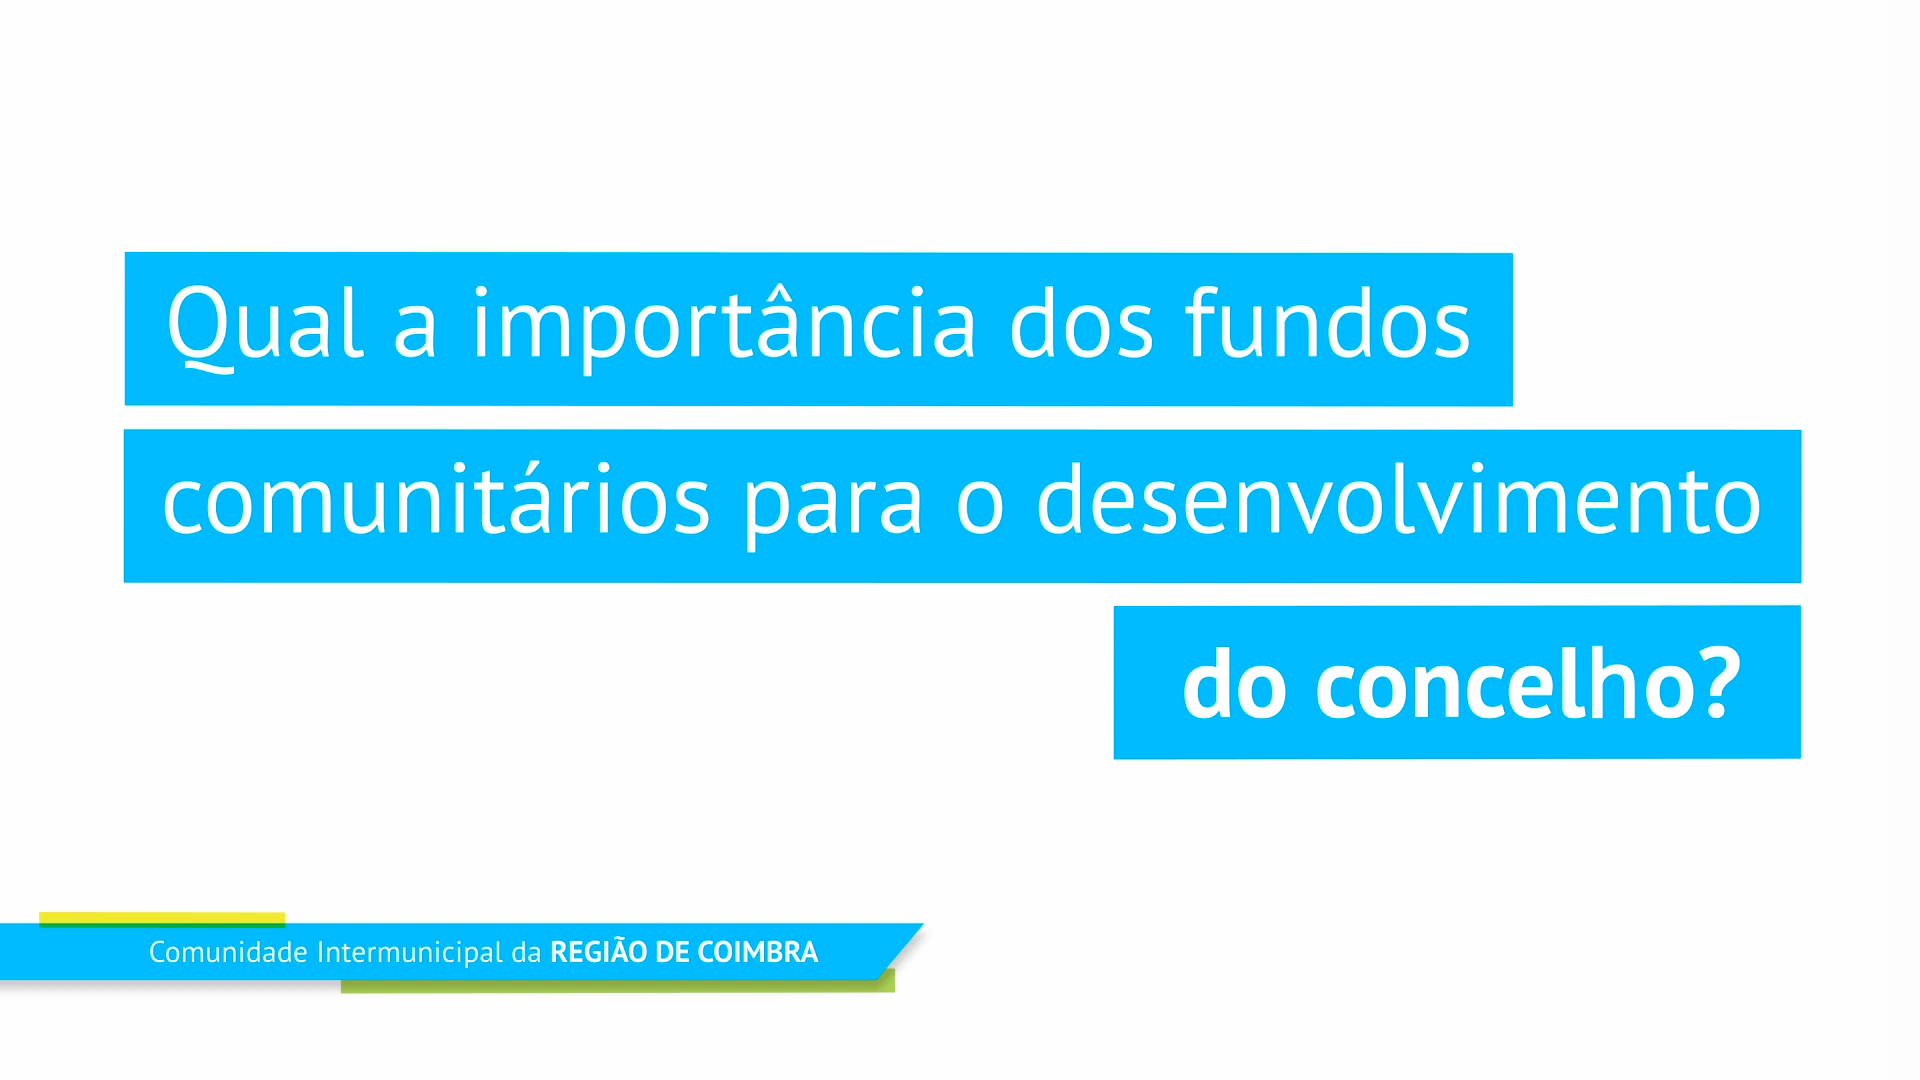 Qual a importância dos fundos
comunitários para o desenvolvimento
do concelho?
Comunidade Intermunicipal da REGIÃO DE COIMBRA